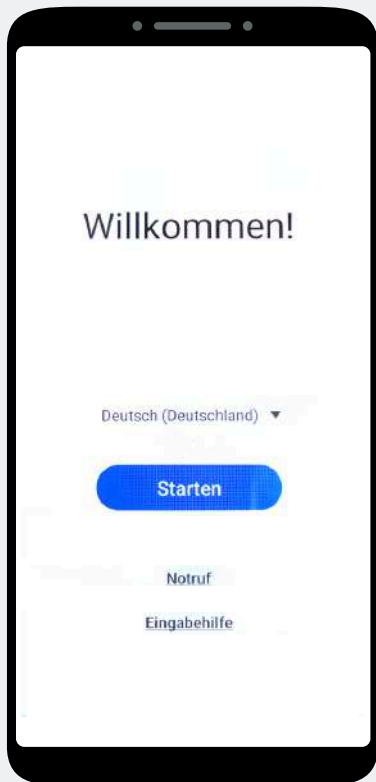 Willkommen!
Deutsch (Deutschland)
Starten
Notruf
Eingabehilfe